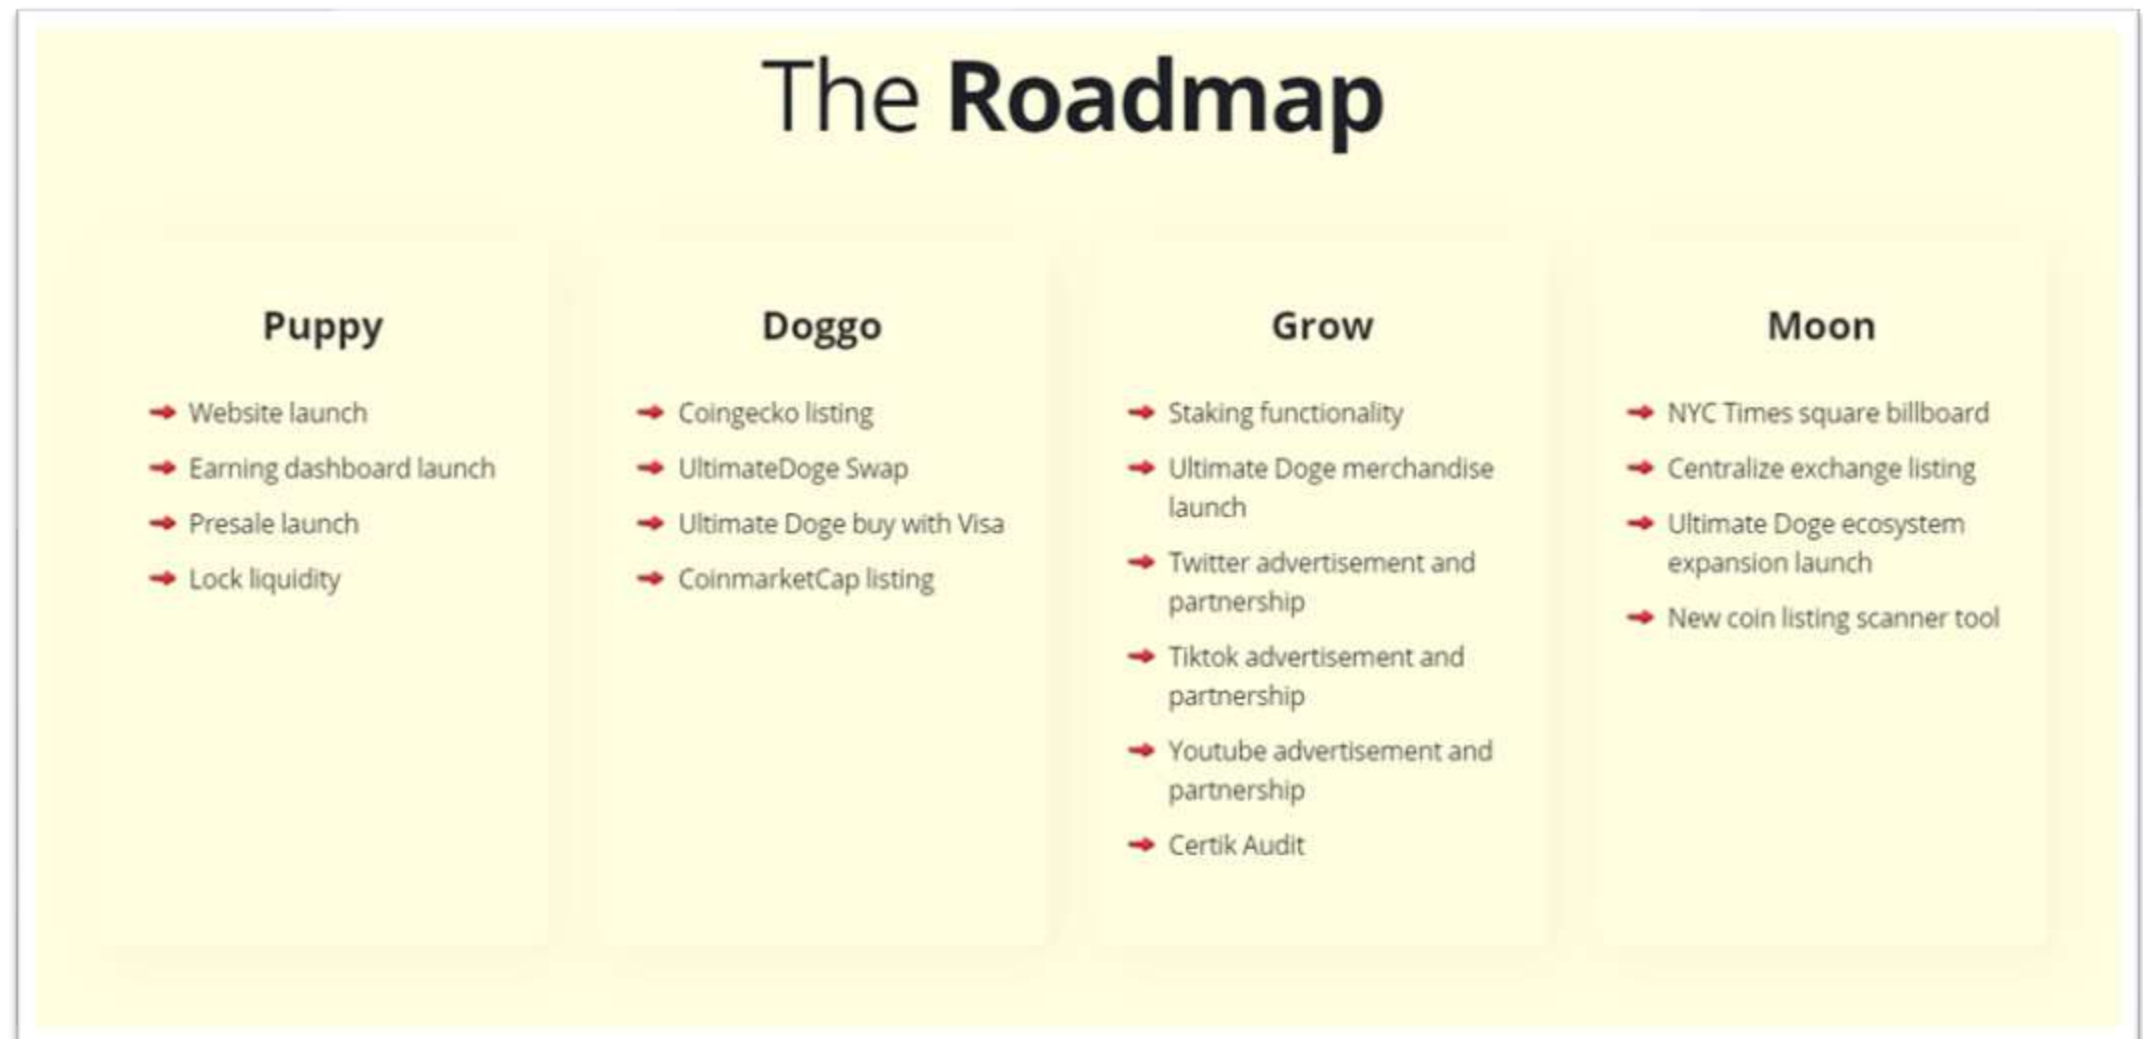 The Roadmap
Puppy
Website launch
Earning dashboard launch
Presale launch
Lock liquidity
Doggo
Coingecko listing
UltimateDoge Swap
Ultimate Doge buy with Visa
CoinmarketCap listing
Grow
Staking functionality
Ultimate Doge merchandise
launch
Twitter advertisement and
partnership
Tiktok advertisement and
partnership
Youtube advertisement and
partnership
Certik Audit
Moon
NYC Times square billboard
Centralize exchange listing
Ultimate Doge ecosystem
expansion launch
New coin listing scanner tool